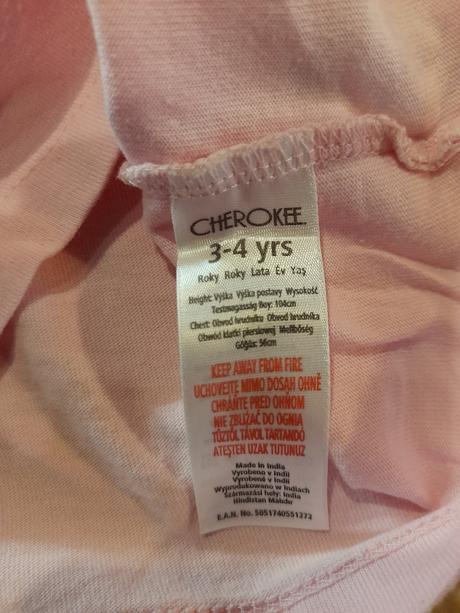 CHEROKEE.
3-4 yrs
Roky Roky Lata Év Yaş
Height: Výška Výška postavy Wysokość
Testmagasság Boy: 104cm
Chest: Obvod hrudníku Obvod hrudníka
Obwód klatki piersiowej Mellbőség
Göğüs: 56cm
KEEP AWAY FROM FIRE
UCHOVEJTE MIMO DOSAH OHNĚ
CHRÁŇTE PRED OHŇOM
NIE ZBLIŻAĆ DO OGNIA
TŰZTŐL TÁVOL TARTANDÓ
ATEŞTEN UZAK TUTUNUZ
Made in India
Vyrobeno v Indii
Vyrobené v Indii
Wyprodukowano w Indiach
Származási hely: India
Hindistan Malıdır
E.A.N. No. 5051740551373